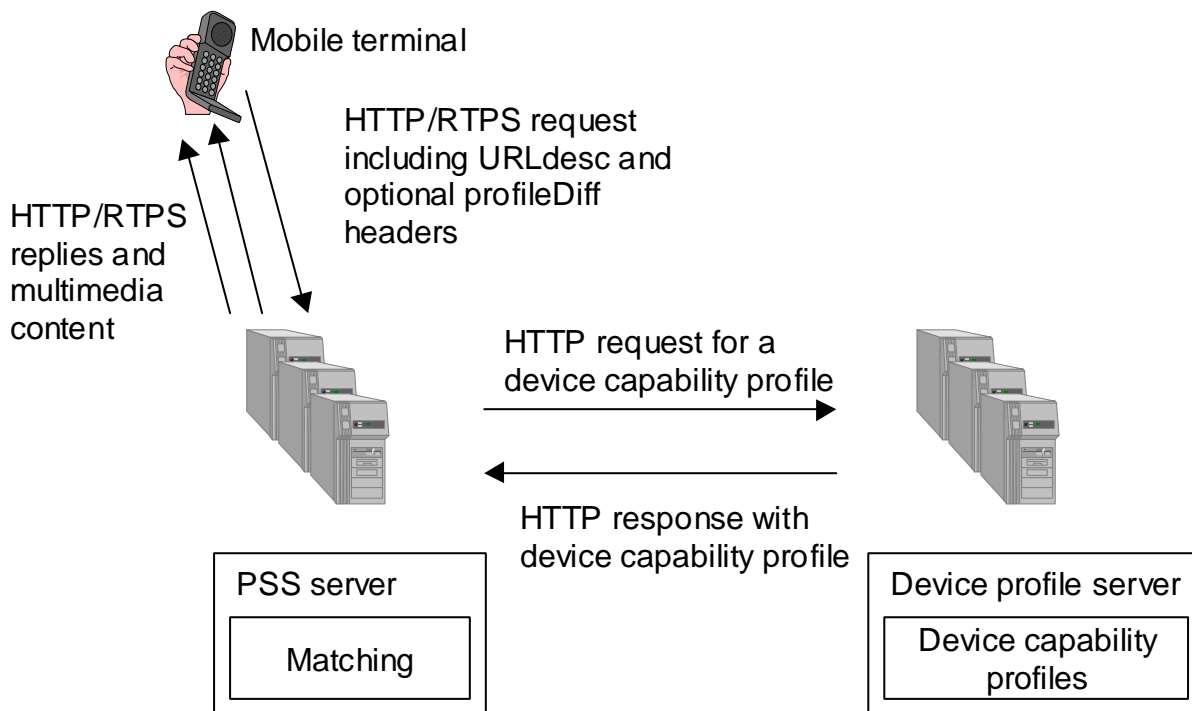 Mobile terminal
HTTP/RTPS request
including URLdesc and
optional profileDiff
headers
HTTP/RTPS
replies and
multimedia
content
HTTP request for a
device capability profile
HTTP response with
device capability profile
PSS server
Matching
Device profile server
Device capability
profiles